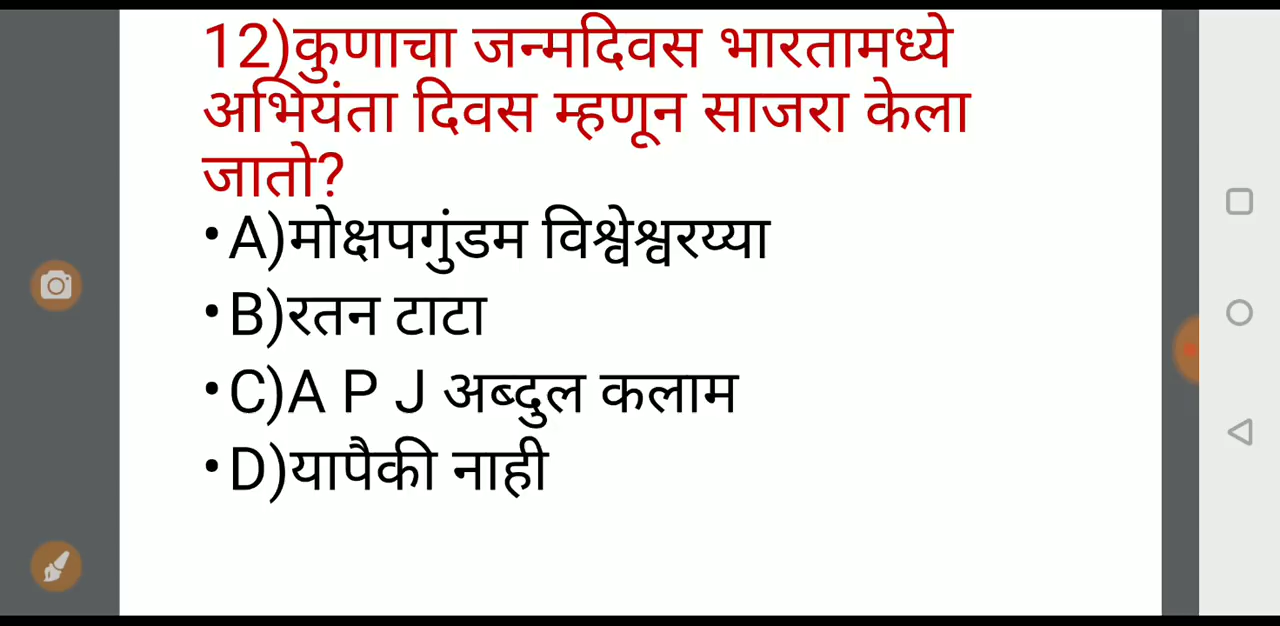 12)कुणाचा जन्मदिवस भारतामध्ये
अभियंता दिवस म्हणून साजरा केला
जातो?
•A)मोक्षपगुंडम विश्वेश्वरय्या
•B)रतन टाटा
•C)A P J अब्दुल कलाम
•D)यापैकी नाही